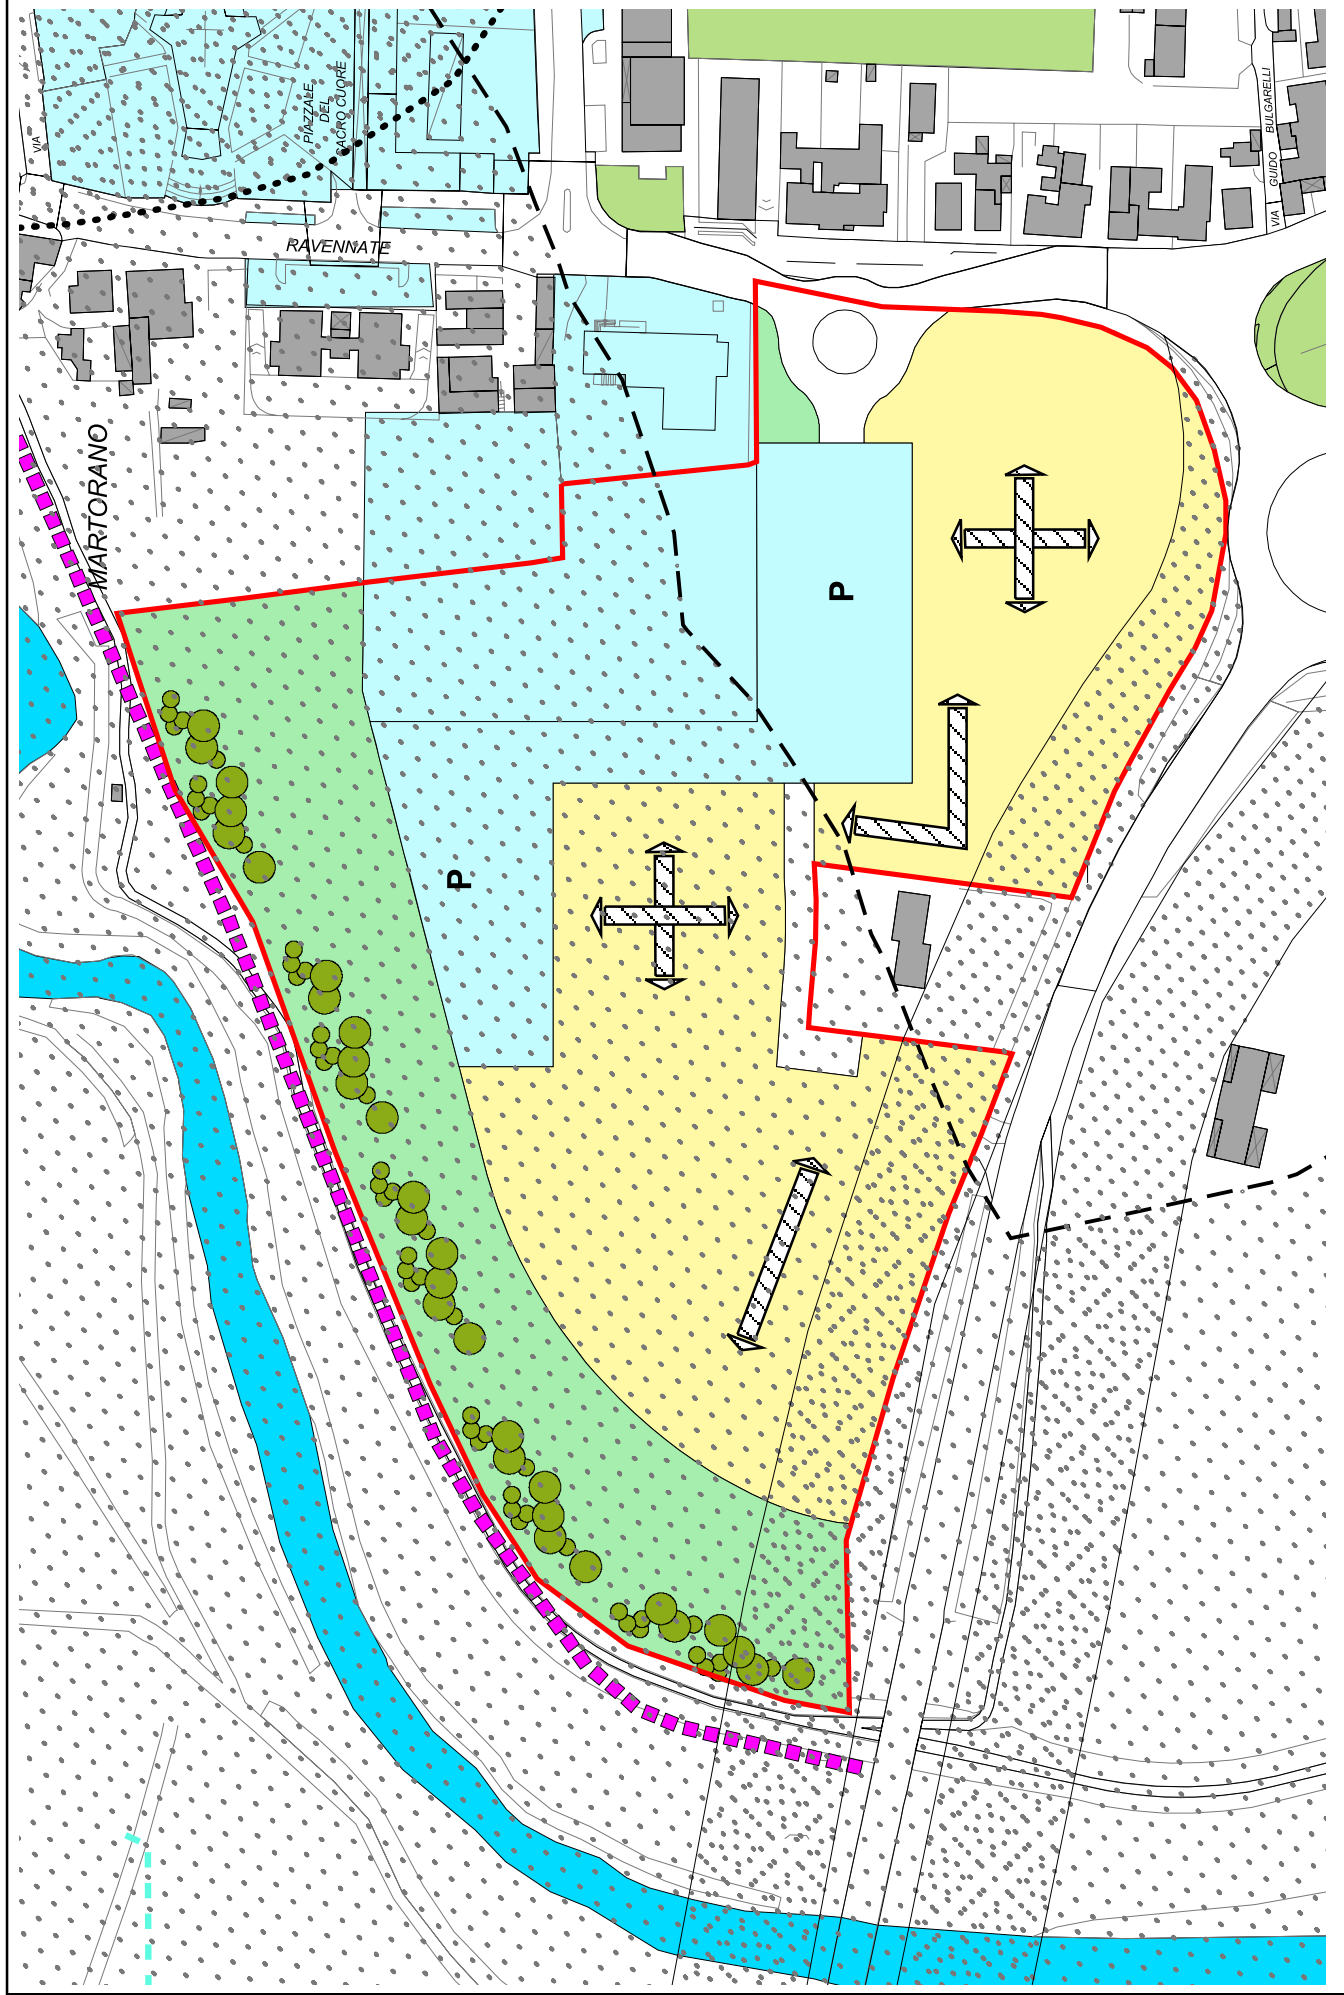 VIA
PIAZZALE
DEL
SACRO CUORE
RAVENNATE
VIA GUIDO BULGARELLI
MARTORANO
P
P